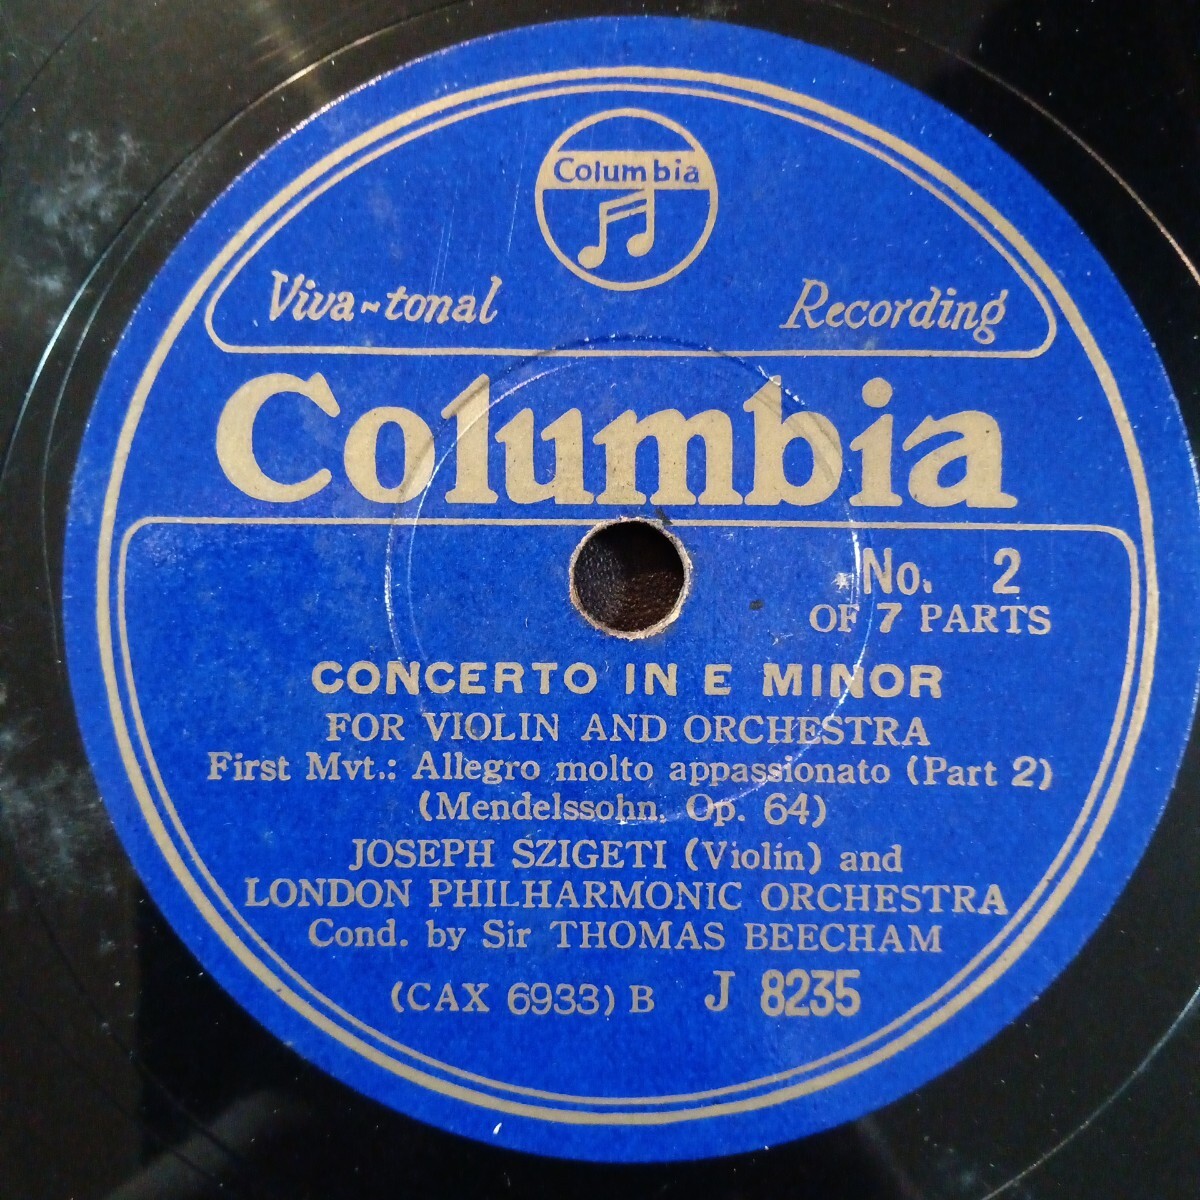 Columbia
Viva-tonal Recording
Columbia
No. 2
OF 7 PARTS
CONCERTO IN E MINOR
FOR VIOLIN AND ORCHESTRA
First Mvt.: Allegro molto appassionato (Part 2)
(Mendelssohn, Op. 64)
JOSEPH SZIGETI (Violin) and
LONDON PHILHARMONIC ORCHESTRA
Cond. by Sir THOMAS BEECHAM
(CAX 6933) B J 8235